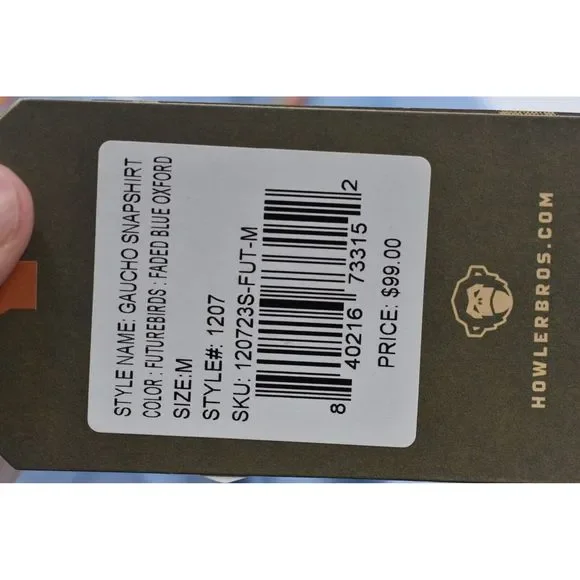 STYLE NAME: GAUCHO SNAPSHIRT
COLOR : FUTUREBIRDS : FADED BLUE OXFORD
SIZE:M
STYLE#: 1207
SKU: 120723S-FUT-M
8 40216 73315 2
PRICE: $99.00
HOWLERBROS.COM